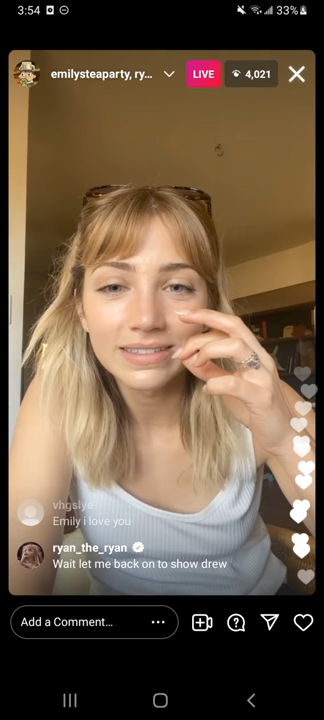 3:54
33%
emilysteaparty, ry...
LIVE
4,021
vhgslyo
Emily i love you
ryan_the_ryan
Wait let me back on to show drew
Add a Comment...